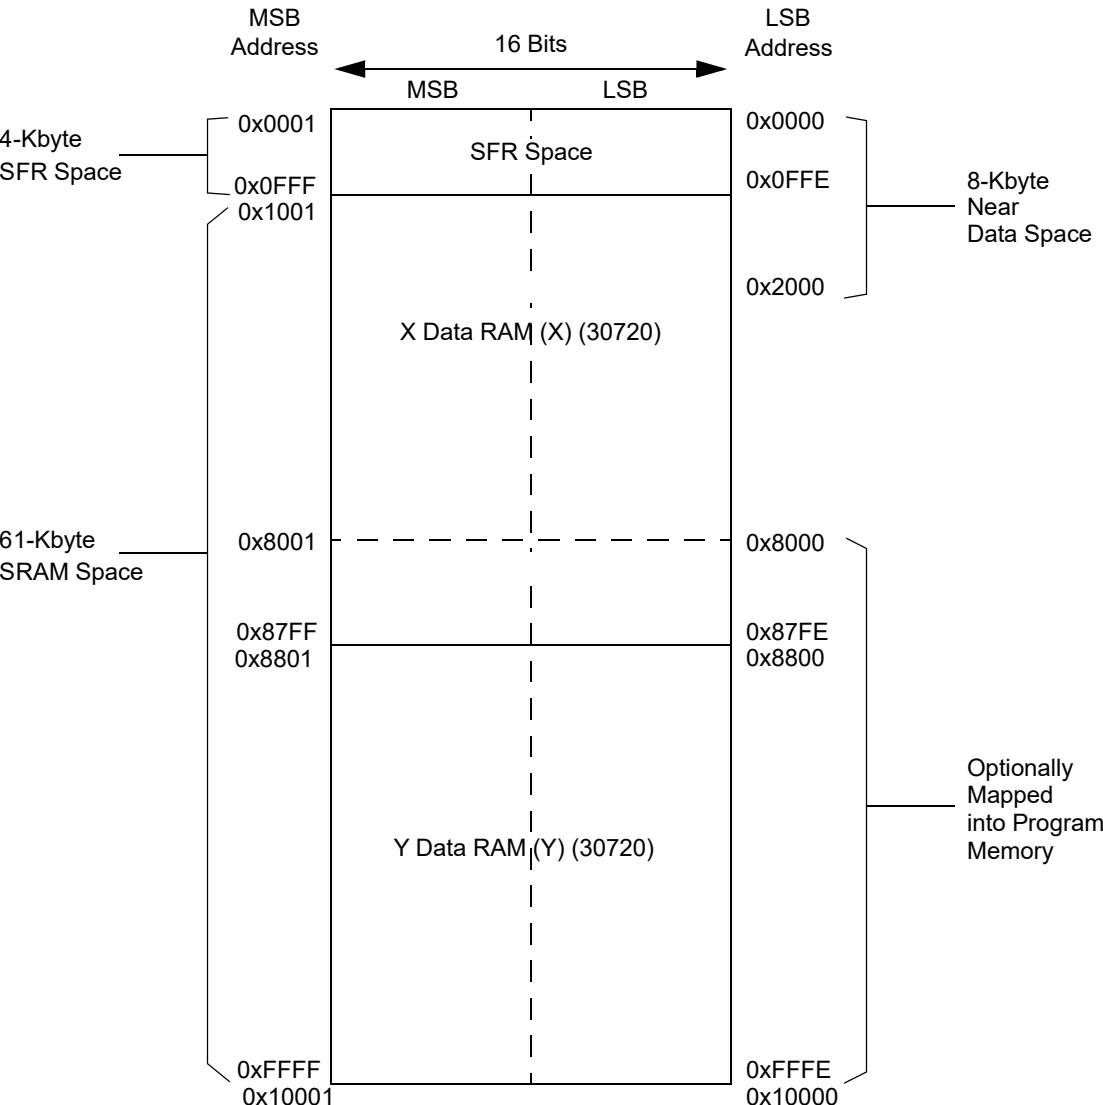 MSB
Address
16 Bits
LSB
Address
MSB
LSB
4-Kbyte
SFR Space
0x0001
0x0FFF
0x1001
SFR Space
0x0000
0x0FFE
0x2000
8-Kbyte
Near
Data Space
X Data RAM (X) (30720)
61-Kbyte
SRAM Space
0x8001
0x8000
0x87FF
0x8801
0x87FE
0x8800
Optionally
Mapped
into Program
Memory
Y Data RAM (Y) (30720)
0xFFFF
0x10001
0xFFFE
0x10000